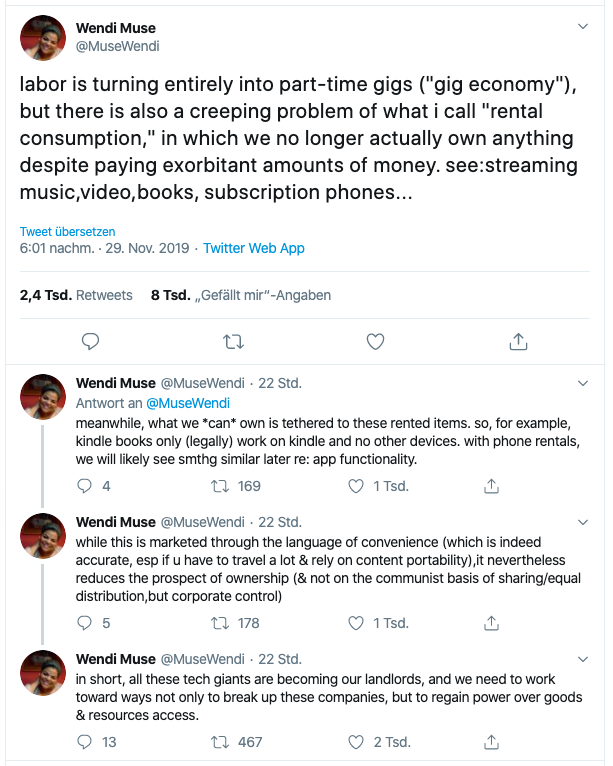 Wendi Muse
@MuseWendi
labor is turning entirely into part-time gigs ("gig economy"),
but there is also a creeping problem of what i call "rental
consumption," in which we no longer actually own anything
despite paying exorbitant amounts of money. see:streaming
music,video,books, subscription phones...
Tweet übersetzen
6:01 nachm. · 29. Nov. 2019 · Twitter Web App
2,4 Tsd. Retweets 8 Tsd. „Gefällt mir“-Angaben
Wendi Muse @MuseWendi · 22 Std.
Antwort an @MuseWendi
meanwhile, what we *can* own is tethered to these rented items. so, for example,
kindle books only (legally) work on kindle and no other devices. with phone rentals,
we will likely see smthg similar later re: app functionality.
4 169 1 Tsd.
Wendi Muse @MuseWendi · 22 Std.
while this is marketed through the language of convenience (which is indeed
accurate, esp if u have to travel a lot & rely on content portability),it nevertheless
reduces the prospect of ownership (& not on the communist basis of sharing/equal
distribution,but corporate control)
5 178 1 Tsd.
Wendi Muse @MuseWendi · 22 Std.
in short, all these tech giants are becoming our landlords, and we need to work
toward ways not only to break up these companies, but to regain power over goods
& resources access.
13 467 2 Tsd.